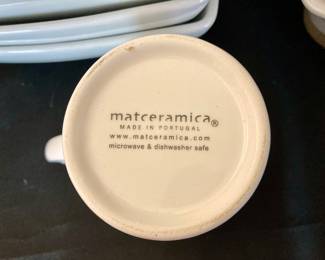 matceramica®
MADE IN PORTUGAL
www.matceramica.com
microwave & dishwasher safe